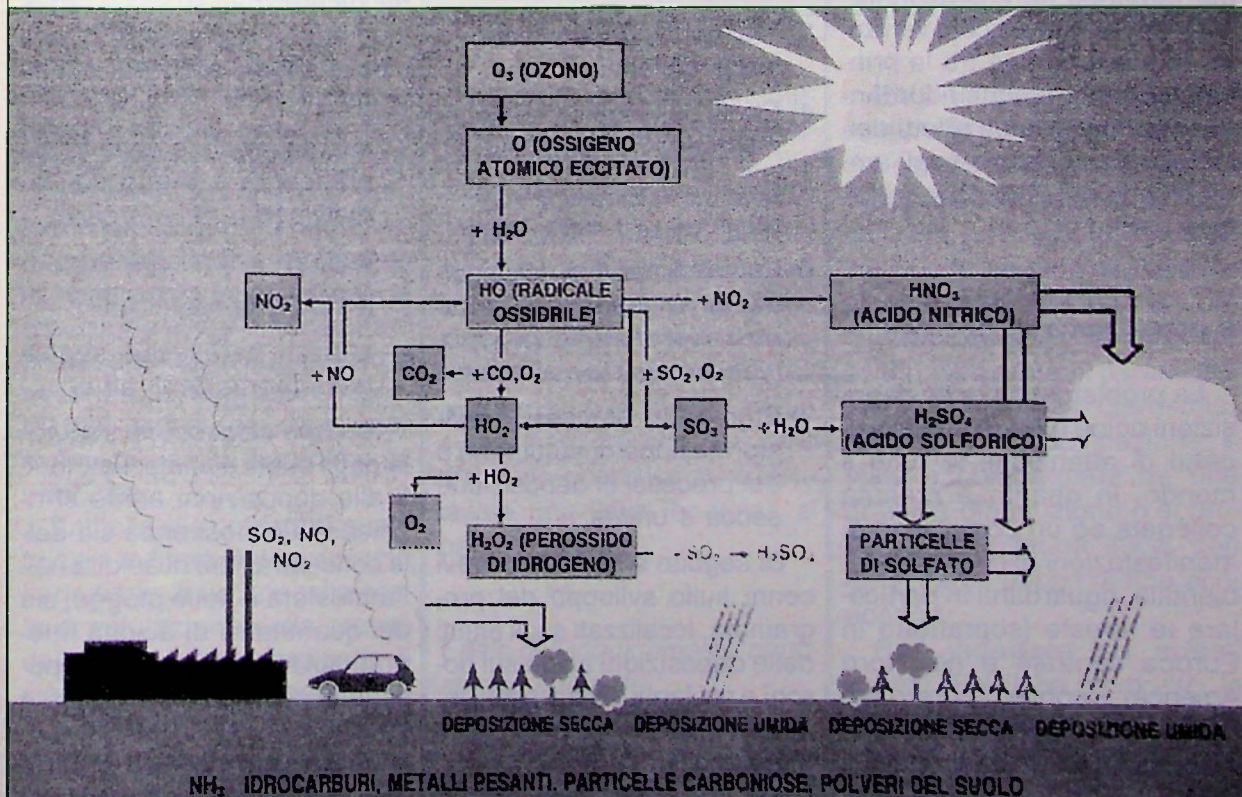 O₃ (OZONO)
O (OSSIGENO
ATOMICO ECCITATO)
+ H₂O
NO₂
HO (RADICALE
OSSIDRILE)
+ NO₂
HNO₃
(ACIDO NITRICO)
+ NO
CO₂
+ CO,O₂
+ SO₂, O₂
HO₂
SO₃
+ H₂O
H₂SO₄
(ACIDO SOLFORICO)
+ HO₂
O₂
SO₂, NO,
NO₂
H₂O₂ (PEROSSIDO
DI IDROGENO)
SO₂ → H₂SO₄
PARTICELLE
DI SOLFATO
DEPOSIZIONE SECCA DEPOSIZIONE UMIDA DEPOSIZIONE SECCA DEPOSIZIONE UMIDA
NH₃ IDROCARBURI, METALLI PESANTI, PARTICELLE CARBONIOSE, POLVERI DEL SUOLO